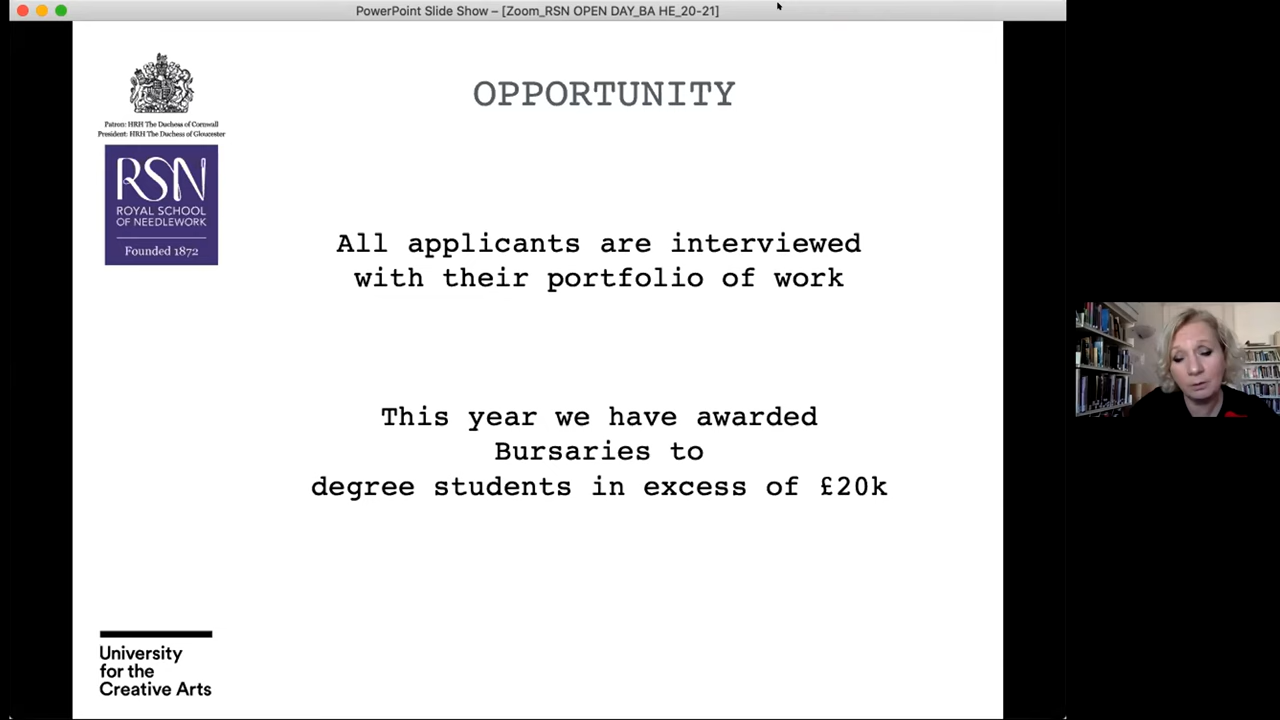 PowerPoint Slide Show – [Zoom_RSN OPEN DAY_BA HE_20-21]
OPPORTUNITY
Patron: HRH The Duchess of Cornwall
President: HRH The Duchess of Gloucester
RSN
ROYAL SCHOOL
OF NEEDLEWORK
Founded 1872
All applicants are interviewed
with their portfolio of work
This year we have awarded
Bursaries to
degree students in excess of £20k
University
for the
Creative Arts